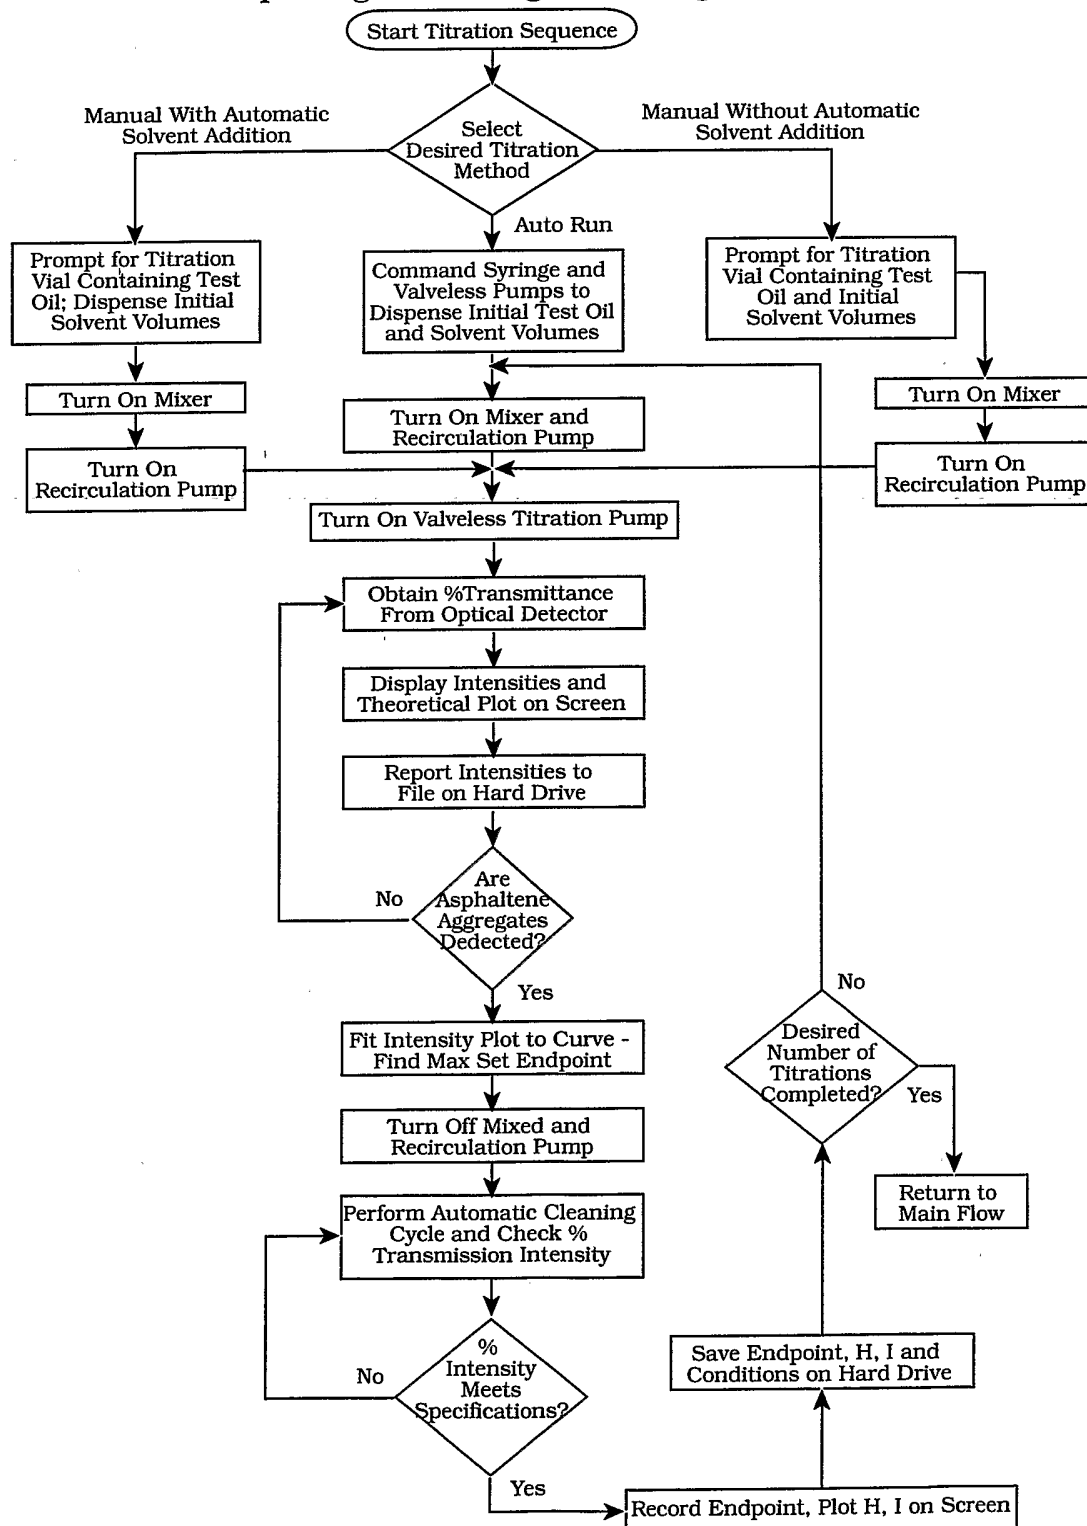 Start Titration Sequence
Manual With Automatic
Solvent Addition
Select
Desired Titration
Method
Manual Without Automatic
Solvent Addition
Auto Run
Prompt for Titration
Vial Containing Test
Oil; Dispense Initial
Solvent Volumes
Command Syringe and
Valveless Pumps to
Dispense Initial Test Oil
and Solvent Volumes
Prompt for Titration
Vial Containing Test
Oil and Initial
Solvent Volumes
Turn On Mixer
Turn On Mixer and
Recirculation Pump
Turn On Mixer
Turn On
Recirculation Pump
Turn On
Recirculation Pump
Turn On Valveless Titration Pump
Obtain %Transmittance
From Optical Detector
Display Intensities and
Theoretical Plot on Screen
Report Intensities to
File on Hard Drive
Are
Asphaltene
Aggregates
Dedected?
No
Yes
Fit Intensity Plot to Curve -
Find Max Set Endpoint
Turn Off Mixed and
Recirculation Pump
Perform Automatic Cleaning
Cycle and Check %
Transmission Intensity
%
Intensity
Meets
Specifications?
No
Yes
Record Endpoint, Plot H, I on Screen
Save Endpoint, H, I and
Conditions on Hard Drive
Desired
Number of
Titrations
Completed?
No
Yes
Return to
Main Flow